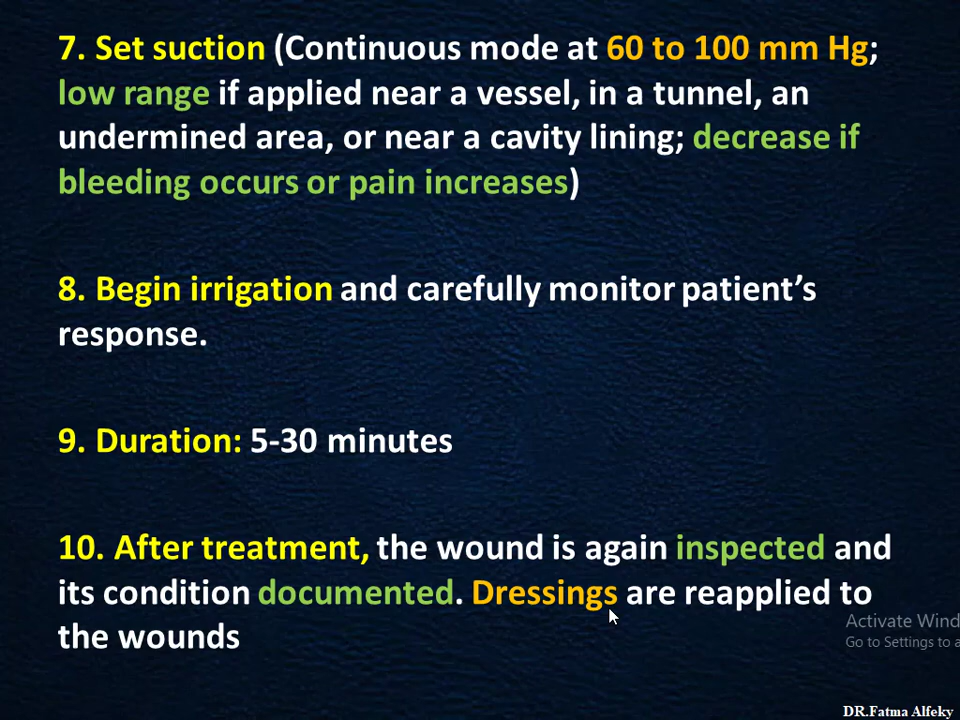 7. Set suction (Continuous mode at 60 to 100 mm Hg;
low range if applied near a vessel, in a tunnel, an
undermined area, or near a cavity lining; decrease if
bleeding occurs or pain increases)
8. Begin irrigation and carefully monitor patient's
response.
9. Duration: 5-30 minutes
10. After treatment, the wound is again inspected and
its condition documented. Dressings are reapplied to
the wounds
Activate Wind
Go to Settings to a
DR.Fatma Alfeky